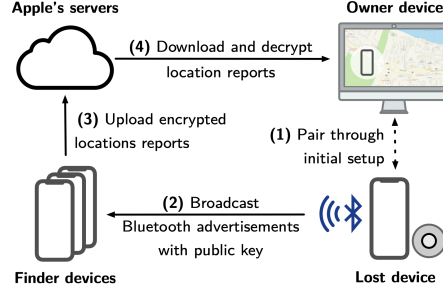 Apple's servers
Owner device
(4) Download and decrypt
location reports
(3) Upload encrypted
locations reports
(1) Pair through
initial setup
(2) Broadcast
Bluetooth advertisements
with public key
Finder devices
Lost device